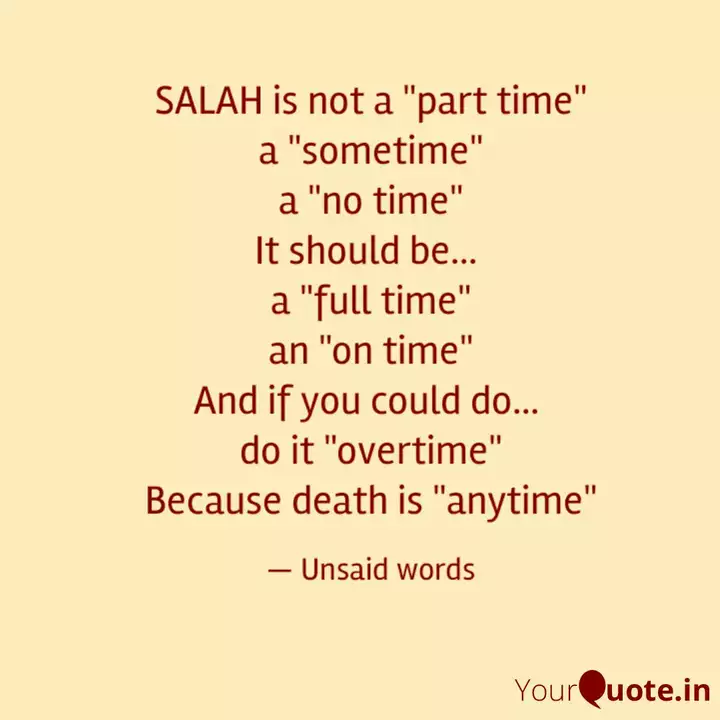 SALAH is not a "part time"
a "sometime"
a "no time"
It should be...
a "full time"
an "on time"
And if you could do...
do it "overtime"
Because death is "anytime"
— Unsaid words
YourQuote.in